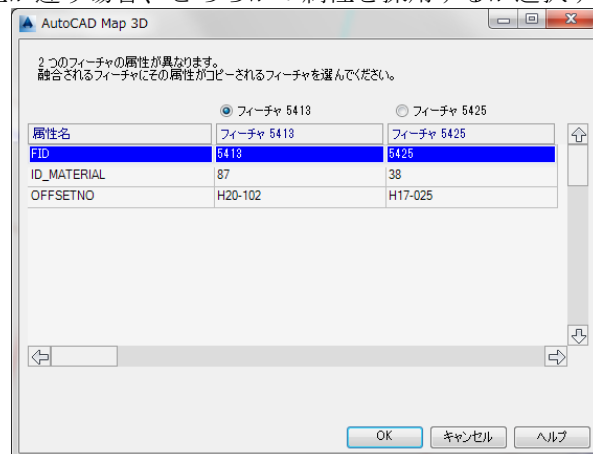 AutoCAD Map 3D
2つのフィーチャの属性が異なります。
融合されるフィーチャにその属性がコピーされるフィーチャを選んでください。
フィーチャ 5413 フィーチャ 5425
属性名 フィーチャ 5413 フィーチャ 5425
FID 5413 5425
ID_MATERIAL 87 38
OFFSETNO H20-102 H17-025
OK キャンセル ヘルプ